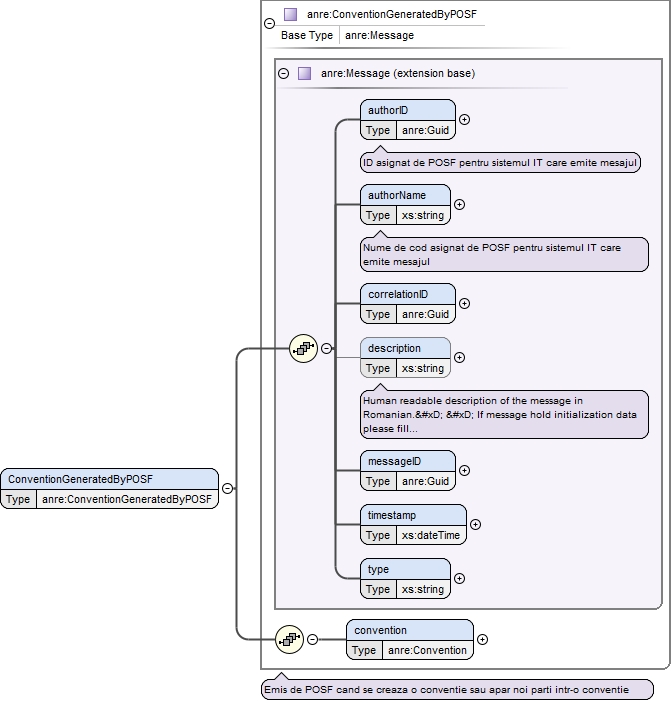 anre:ConventionGeneratedByPOSF
Base Type anre:Message
anre:Message (extension base)
authorID
Type anre:Guid
ID asignat de POSF pentru sistemul IT care emite mesajul
authorName
Type xs:string
Nume de cod asignat de POSF pentru sistemul IT care
emite mesajul
correlationID
Type anre:Guid
description
Type xs:string
Human readable description of the message in
Romanian.&#xD; &#xD; If message hold initialization data
please fill...
messageID
Type anre:Guid
timestamp
Type xs:dateTime
type
Type xs:string
ConventionGeneratedByPOSF
Type anre:ConventionGeneratedByPOSF
convention
Type anre:Convention
Emis de POSF cand se creaza o conventie sau apar noi parti intr-o conventie